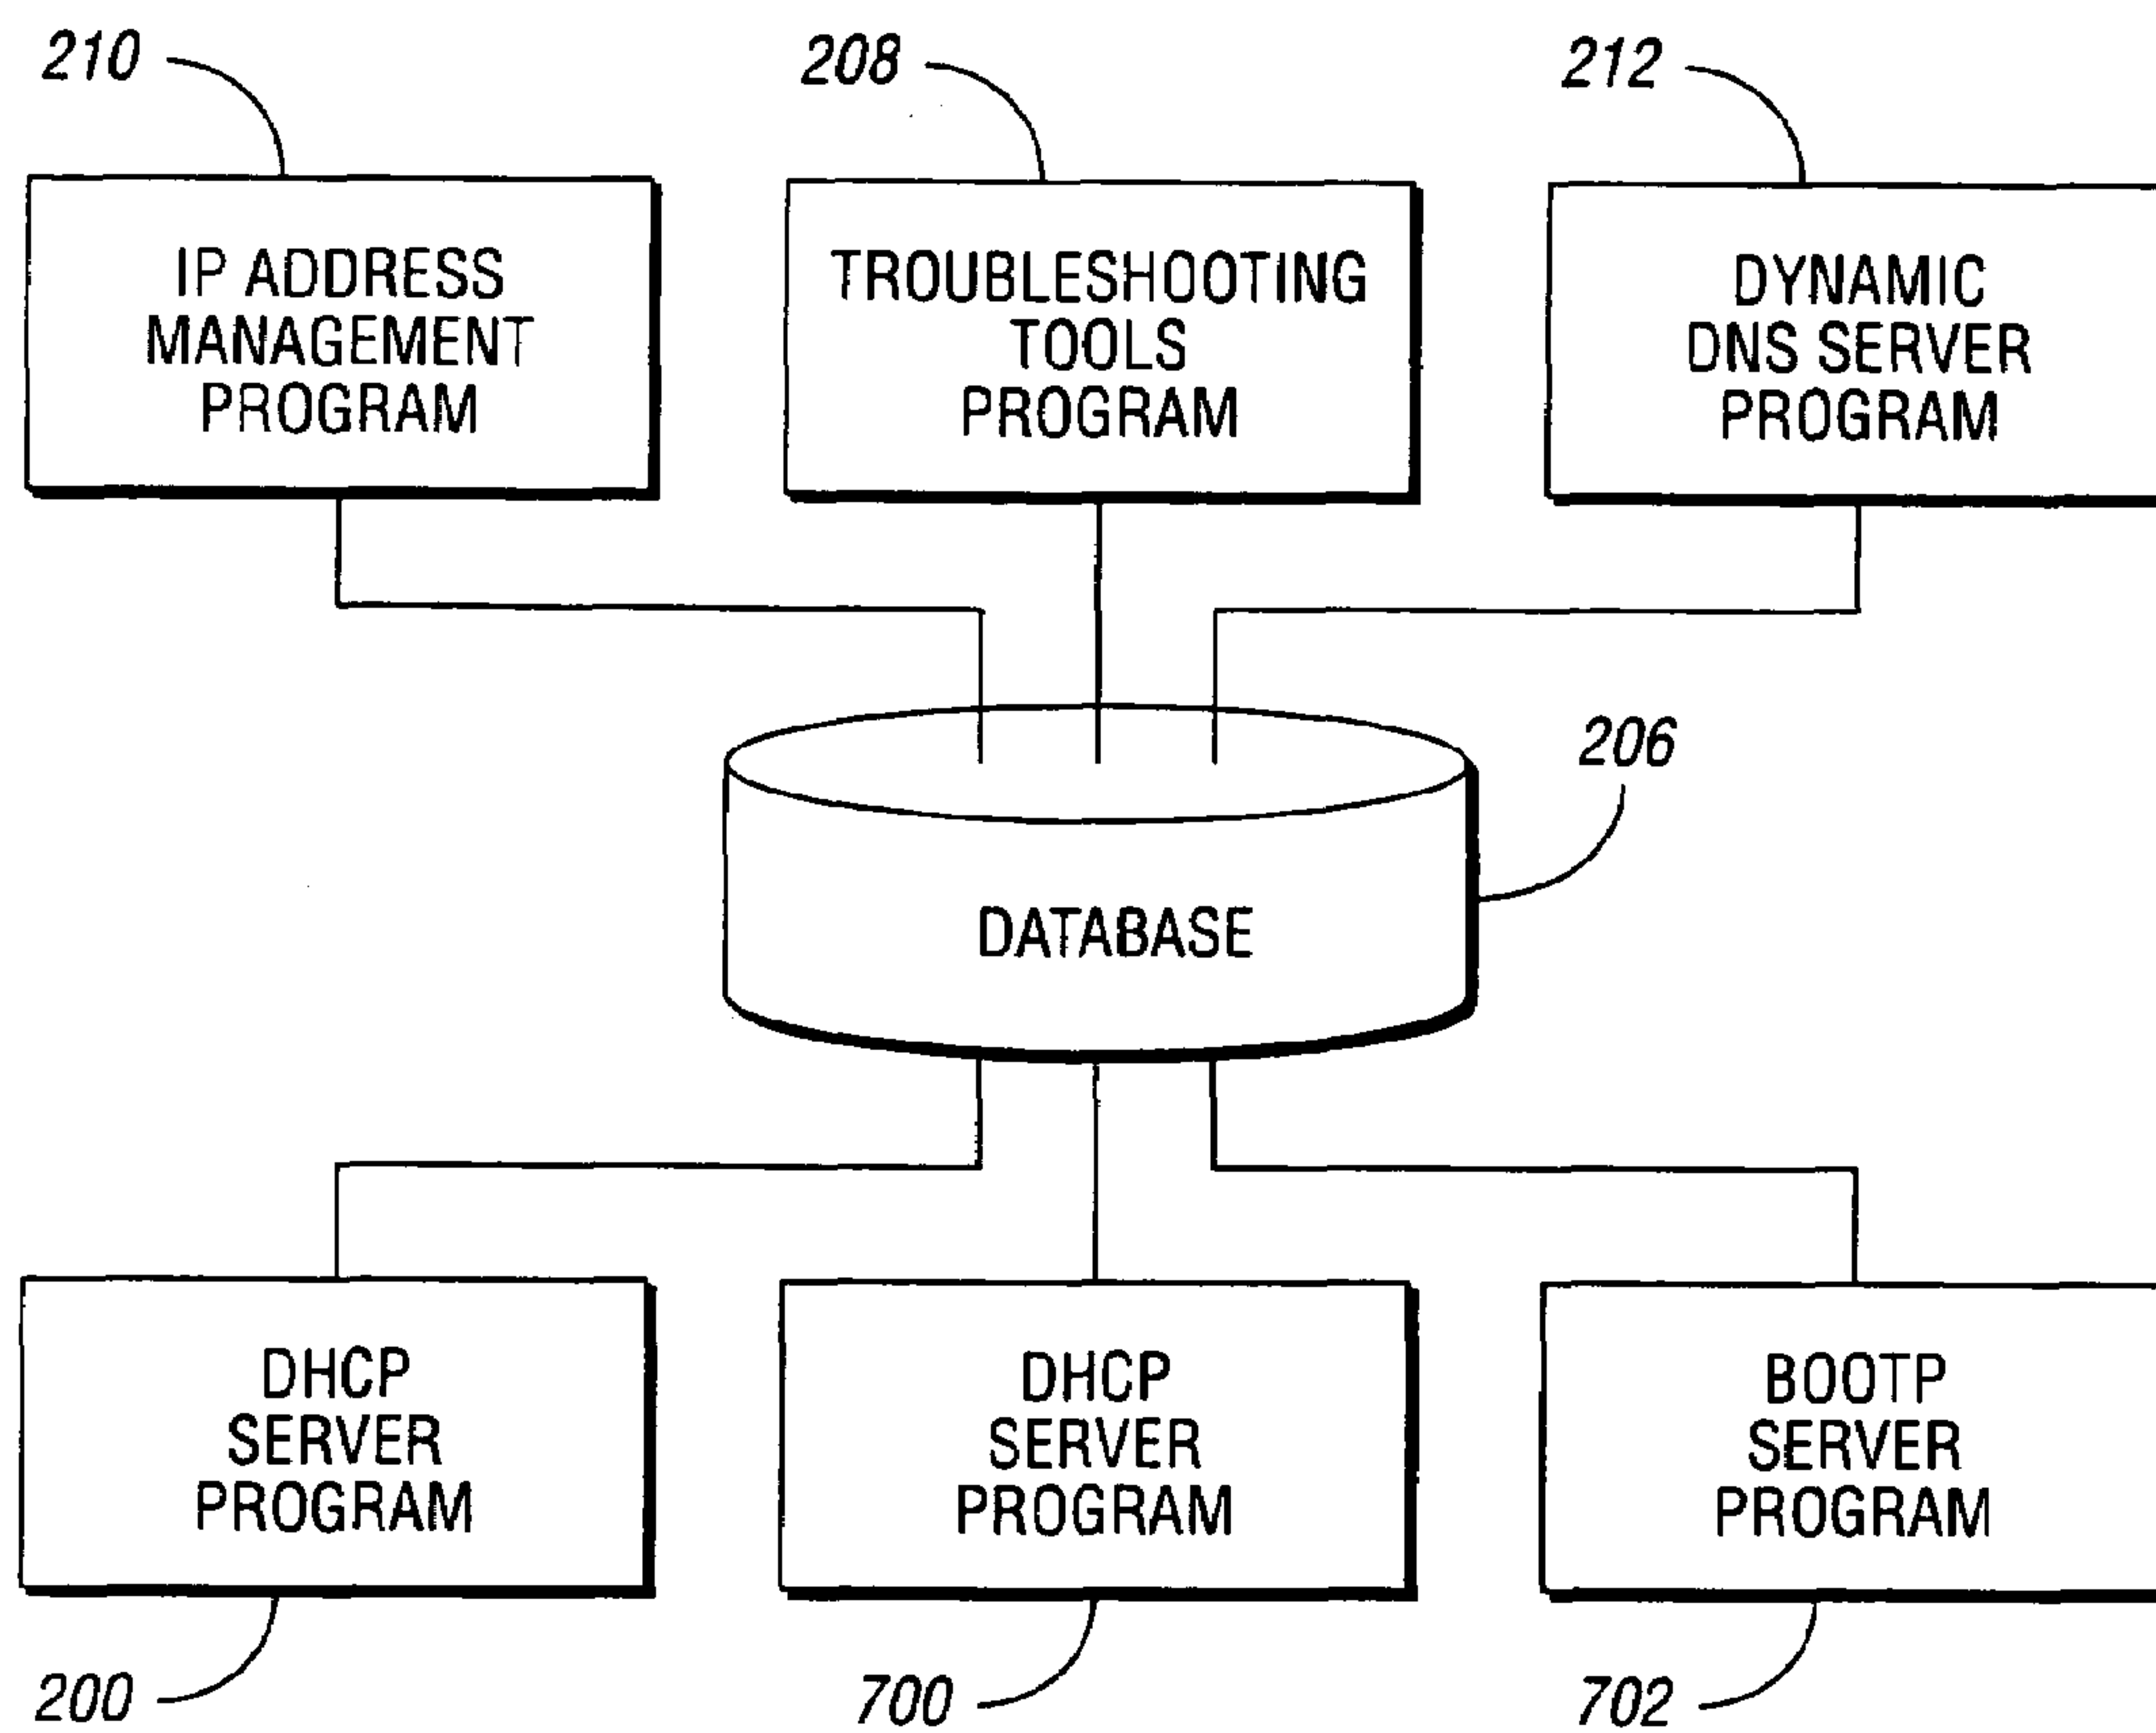 210
208
212
IP ADDRESS
MANAGEMENT
PROGRAM
TROUBLESHOOTING
TOOLS
PROGRAM
DYNAMIC
DNS SERVER
PROGRAM
206
DATABASE
DHCP
SERVER
PROGRAM
DHCP
SERVER
PROGRAM
BOOTP
SERVER
PROGRAM
200
700
702